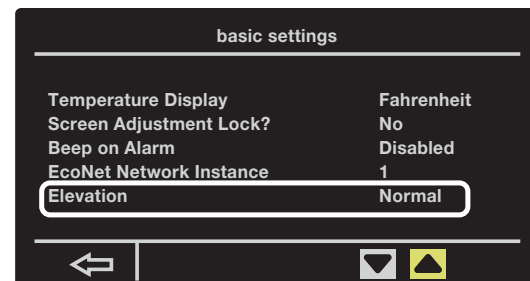 basic settings
Temperature Display Fahrenheit
Screen Adjustment Lock? No
Beep on Alarm Disabled
EcoNet Network Instance 1
Elevation Normal